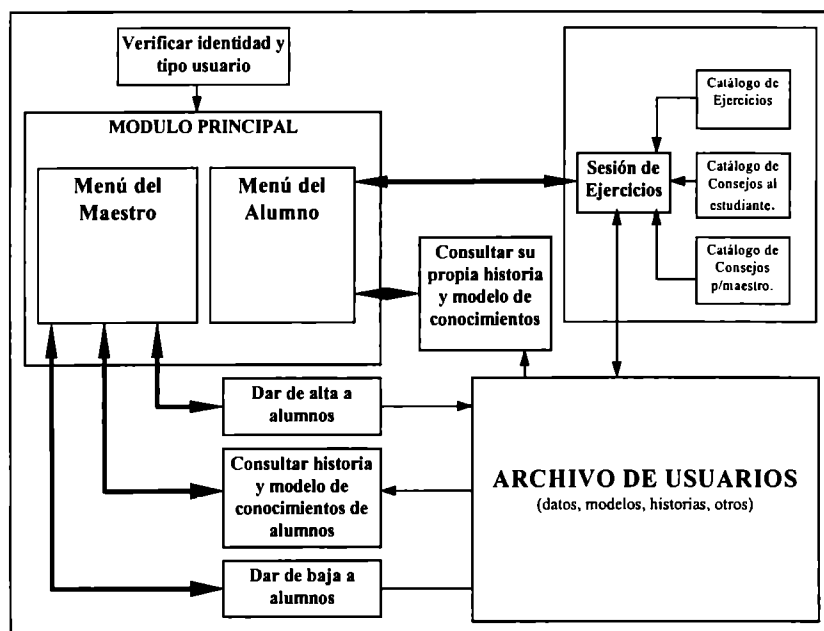 Verificar identidad y
tipo usuario
MODULO PRINCIPAL
Menú del
Maestro
Menú del
Alumno
Sesión de
Ejercicios
Catálogo de
Ejercicios
Catálogo de
Consejos al
estudiante.
Catálogo de
Consejos
p/maestro.
Consultar su
propia historia
y modelo de
conocimientos
Dar de alta a
alumnos
Consultar historia
y modelo de
conocimientos de
alumnos
Dar de baja a
alumnos
ARCHIVO DE USUARIOS
(datos, modelos, historias, otros)